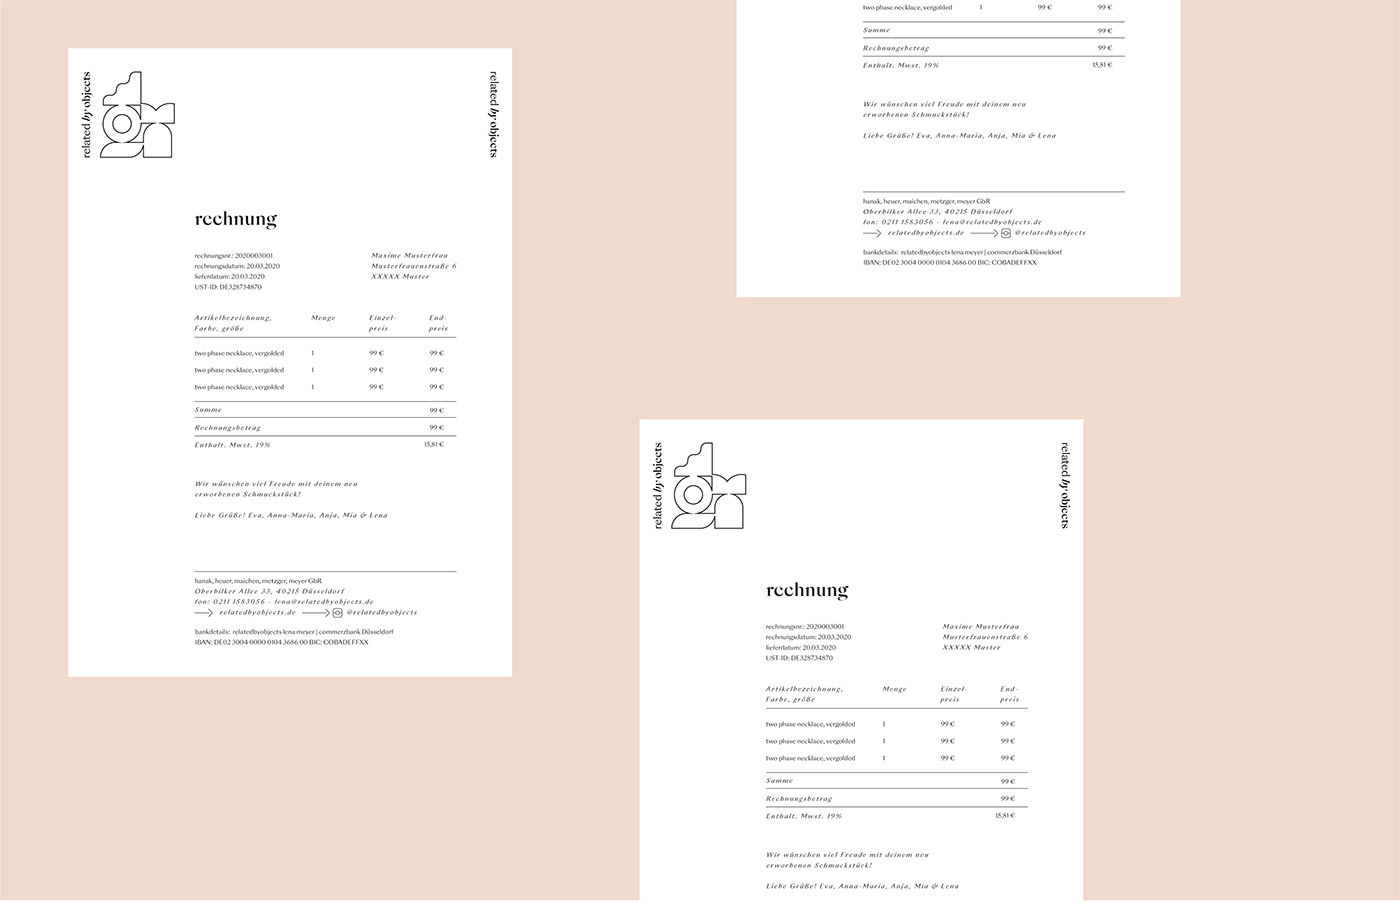 related by objects
related by objects
rechnung
rechnungsnr.: 2020003001
rechnungsdatum: 20.03.2020
lieferdatum: 20.03.2020
UST-ID: DE328734870
Maxime Musterfrau
Musterfrauenstraße 6
XXXXX Muster
Artikelbezeichnung, Menge Einzel- End-
Farbe, größe preis preis
two phase necklace, vergolded 1 99 € 99 €
two phase necklace, vergolded 1 99 € 99 €
two phase necklace, vergolded 1 99 € 99 €
Summe 99 €
Rechnungsbetrag 99 €
Enthalt. Mwst. 19% 15,81 €
Wir wünschen viel Freude mit deinem neu
erworbenen Schmuckstück!
Liebe Grüße! Eva, Anna-Maria, Anja, Mia & Lena
hanak, heuer, maichen, metzger, meyer GbR
Oberbilker Allee 33, 40215 Düsseldorf
fon: 0211 1583056 - lena@relatedbyobjects.de
relatedbyobjects.de @relatedbyobjects
bankdetails: relatedbyobjects lena meyer | commerzbank Düsseldorf
IBAN: DE02 3004 0000 0104 3686 00 BIC: COBADEFFXX
two phase necklace, vergolded 1 99 € 99 €
Summe 99 €
Rechnungsbetrag 99 €
Enthalt. Mwst. 19% 15,81 €
Wir wünschen viel Freude mit deinem neu
erworbenen Schmuckstück!
Liebe Grüße! Eva, Anna-Maria, Anja, Mia & Lena
hanak, heuer, maichen, metzger, meyer GbR
Oberbilker Allee 33, 40215 Düsseldorf
fon: 0211 1583056 - lena@relatedbyobjects.de
relatedbyobjects.de @relatedbyobjects
bankdetails: relatedbyobjects lena meyer | commerzbank Düsseldorf
IBAN: DE02 3004 0000 0104 3686 00 BIC: COBADEFFXX
related by objects
related by objects
rechnung
rechnungsnr.: 2020003001
rechnungsdatum: 20.03.2020
lieferdatum: 20.03.2020
UST-ID: DE328734870
Maxime Musterfrau
Musterfrauenstraße 6
XXXXX Muster
Artikelbezeichnung, Menge Einzel- End-
Farbe, größe preis preis
two phase necklace, vergolded 1 99 € 99 €
two phase necklace, vergolded 1 99 € 99 €
two phase necklace, vergolded 1 99 € 99 €
Summe 99 €
Rechnungsbetrag 99 €
Enthalt. Mwst. 19% 15,81 €
Wir wünschen viel Freude mit deinem neu
erworbenen Schmuckstück!
Liebe Grüße! Eva, Anna-Maria, Anja, Mia & Lena